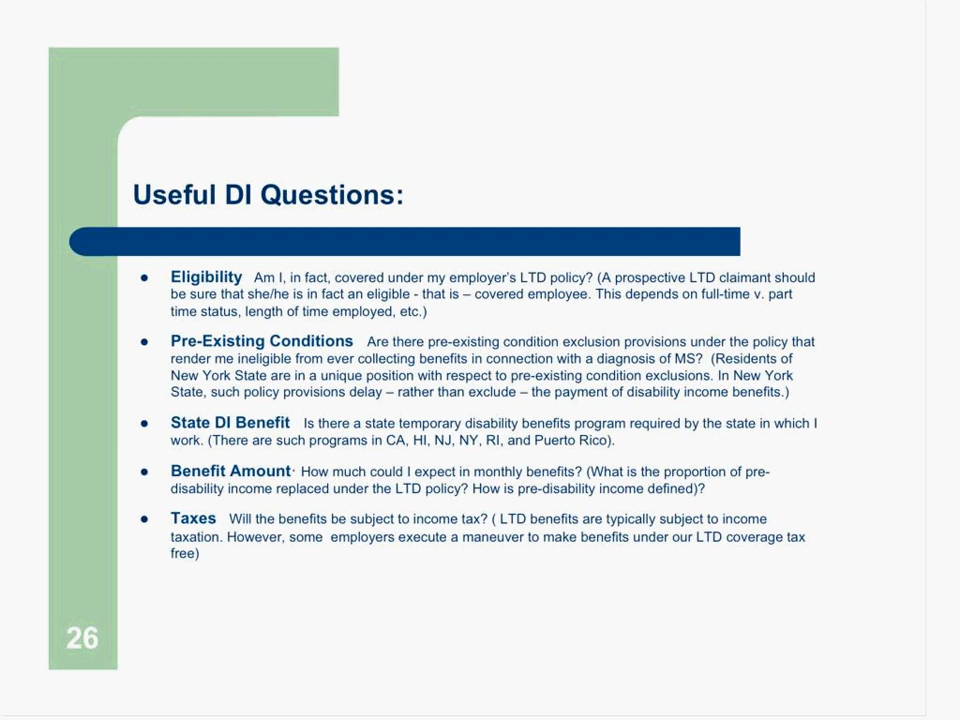 Useful DI Questions:
● Eligibility Am I, in fact, covered under my employer's LTD policy? (A prospective LTD claimant should
be sure that she/he is in fact an eligible - that is – covered employee. This depends on full-time v. part
time status, length of time employed, etc.)
● Pre-Existing Conditions Are there pre-existing condition exclusion provisions under the policy that
render me ineligible from ever collecting benefits in connection with a diagnosis of MS? (Residents of
New York State are in a unique position with respect to pre-existing condition exclusions. In New York
State, such policy provisions delay – rather than exclude – the payment of disability income benefits.)
● State DI Benefit Is there a state temporary disability benefits program required by the state in which I
work. (There are such programs in CA, HI, NJ, NY, RI, and Puerto Rico).
● Benefit Amount· How much could I expect in monthly benefits? (What is the proportion of pre-
disability income replaced under the LTD policy? How is pre-disability income defined)?
● Taxes Will the benefits be subject to income tax? ( LTD benefits are typically subject to income
taxation. However, some employers execute a maneuver to make benefits under our LTD coverage tax
free)
26